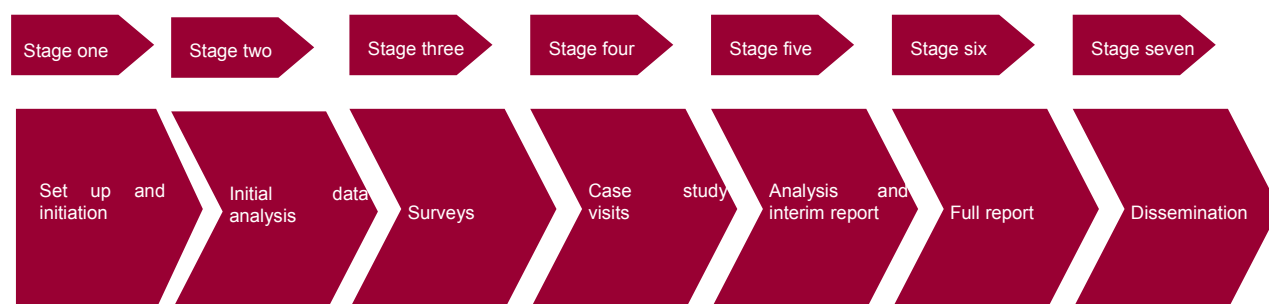 Stage one
Stage two
Stage three
Stage four
Stage five
Stage six
Stage seven
Set up and
initiation
Initial data
analysis
Surveys
Case study
visits
Analysis and
interim report
Full report
Dissemination